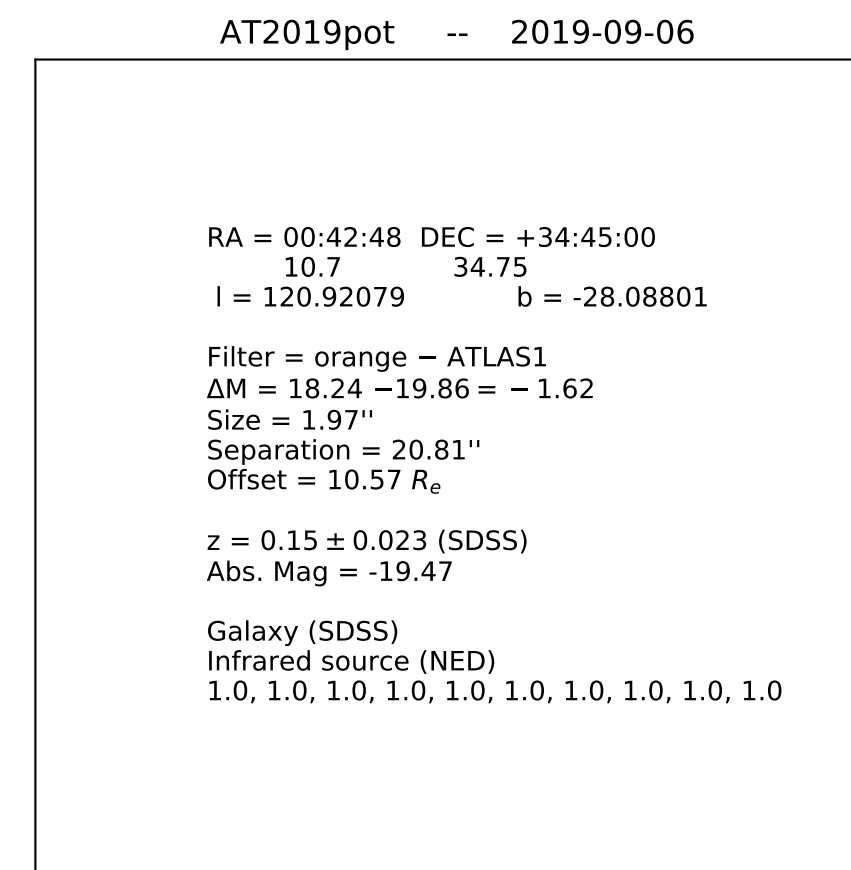 AT2019pot -- 2019-09-06
RA = 00:42:48 DEC = +34:45:00
10.7 34.75
l = 120.92079 b = -28.08801
Filter = orange − ATLAS1
ΔM = 18.24 −19.86 = − 1.62
Size = 1.97''
Separation = 20.81''
Offset = 10.57 Re
z = 0.15 ± 0.023 (SDSS)
Abs. Mag = -19.47
Galaxy (SDSS)
Infrared source (NED)
1.0, 1.0, 1.0, 1.0, 1.0, 1.0, 1.0, 1.0, 1.0, 1.0